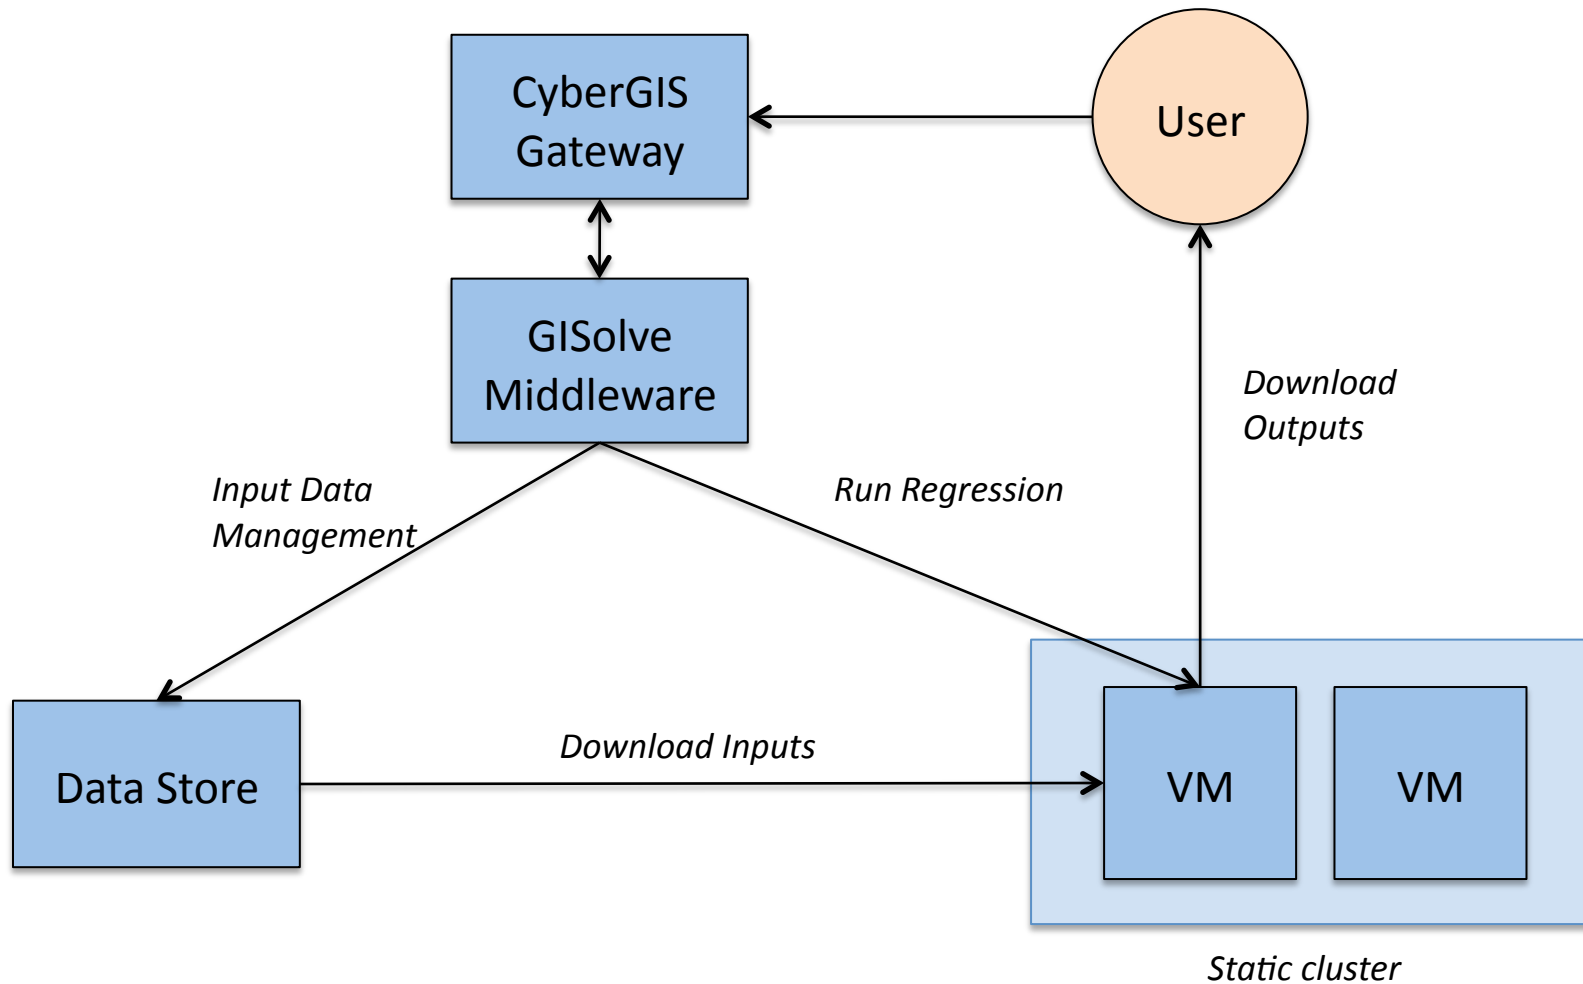 CyberGIS
Gateway
User
GISolve
Middleware
Download
Outputs
Input Data
Management
Run Regression
Download Inputs
Data Store
VM
VM
Static cluster